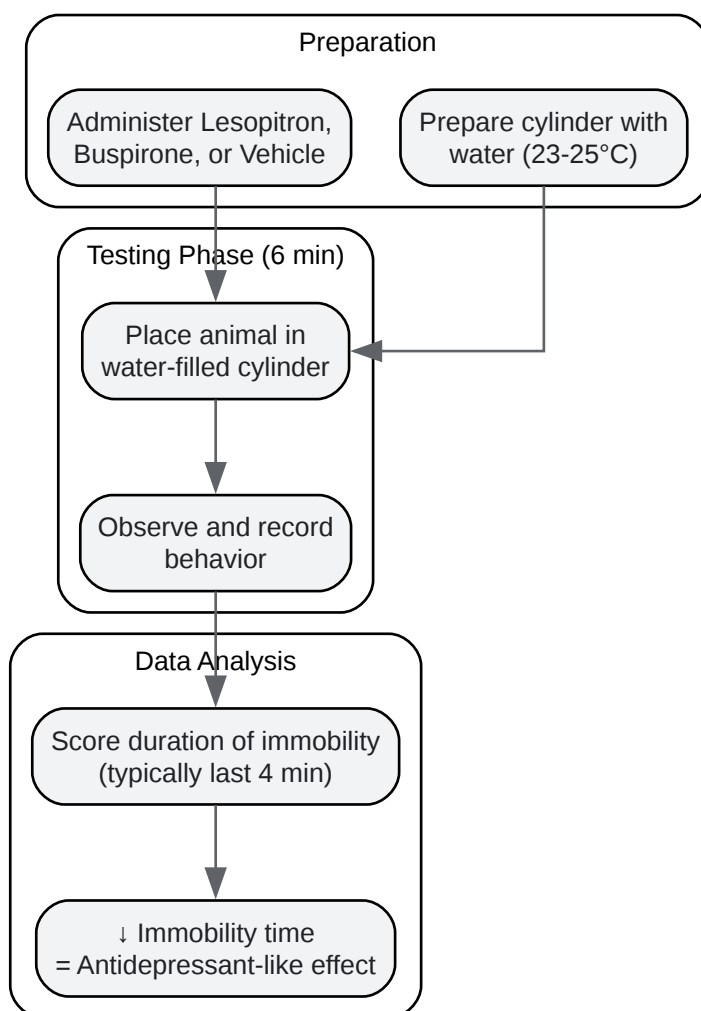 Preparation
Administer Lesopitron,
Buspirone, or Vehicle
Prepare cylinder with
water (23-25°C)
Testing Phase (6 min)
Place animal in
water-filled cylinder
Observe and record
behavior
Data Analysis
Score duration of immobility
(typically last 4 min)
↓ Immobility time
= Antidepressant-like effect